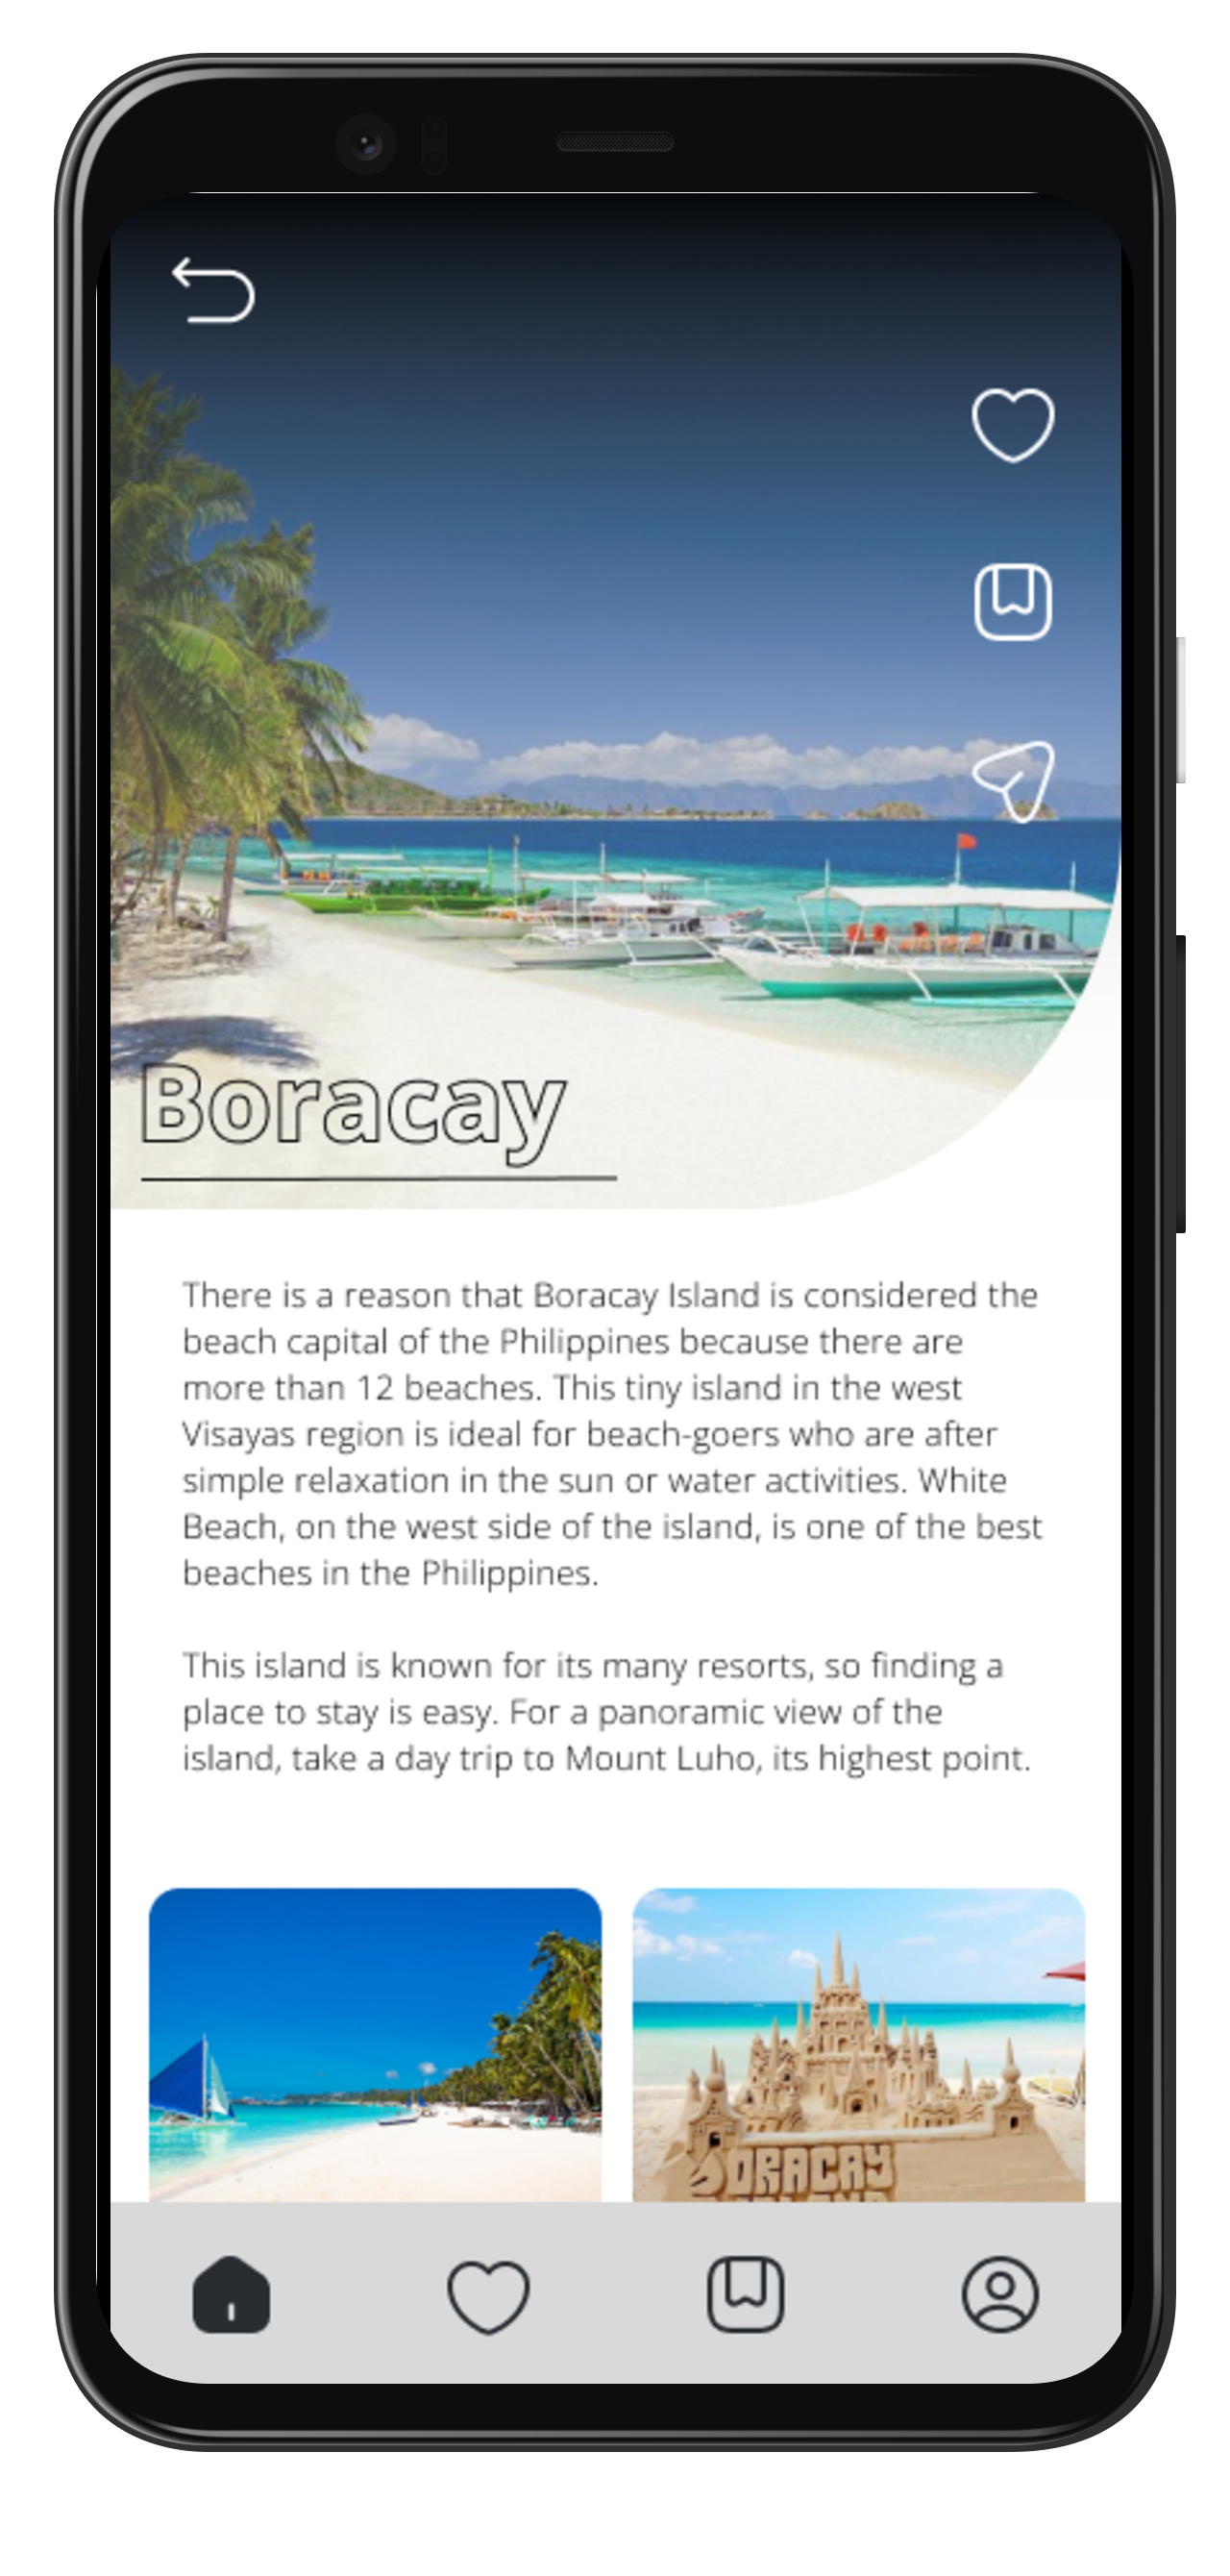 Boracay
There is a reason that Boracay Island is considered the
beach capital of the Philippines because there are
more than 12 beaches. This tiny island in the west
Visayas region is ideal for beach-goers who are after
simple relaxation in the sun or water activities. White
Beach, on the west side of the island, is one of the best
beaches in the Philippines.
This island is known for its many resorts, so finding a
place to stay is easy. For a panoramic view of the
island, take a day trip to Mount Luho, its highest point.
BORACAY